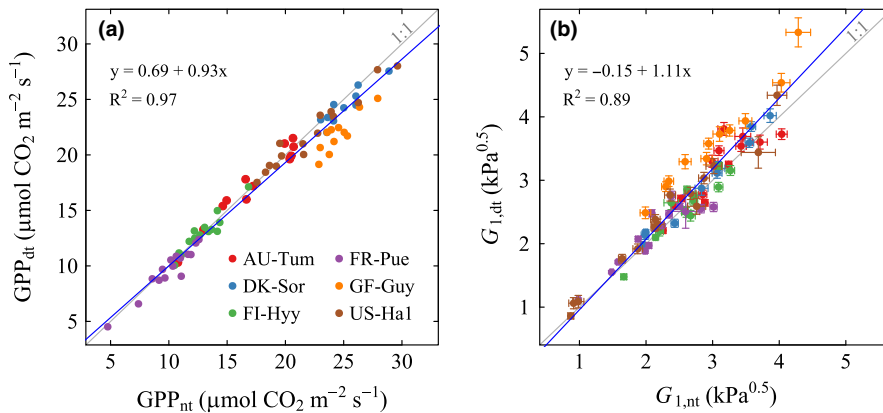 (a)
1:1
y = 0.69 + 0.93x
R² = 0.97
GPP_dt (μmol CO₂ m⁻² s⁻¹)
30
25
20
15
10
5
AU-Tum
DK-Sor
FI-Hyy
FR-Pue
GF-Guy
US-Ha1
5 10 15 20 25 30
GPP_nt (μmol CO₂ m⁻² s⁻¹)
(b)
1:1
y = −0.15 + 1.11x
R² = 0.89
G₁,dt (kPa⁰·⁵)
5
4
3
2
1
1 2 3 4 5
G₁,nt (kPa⁰·⁵)